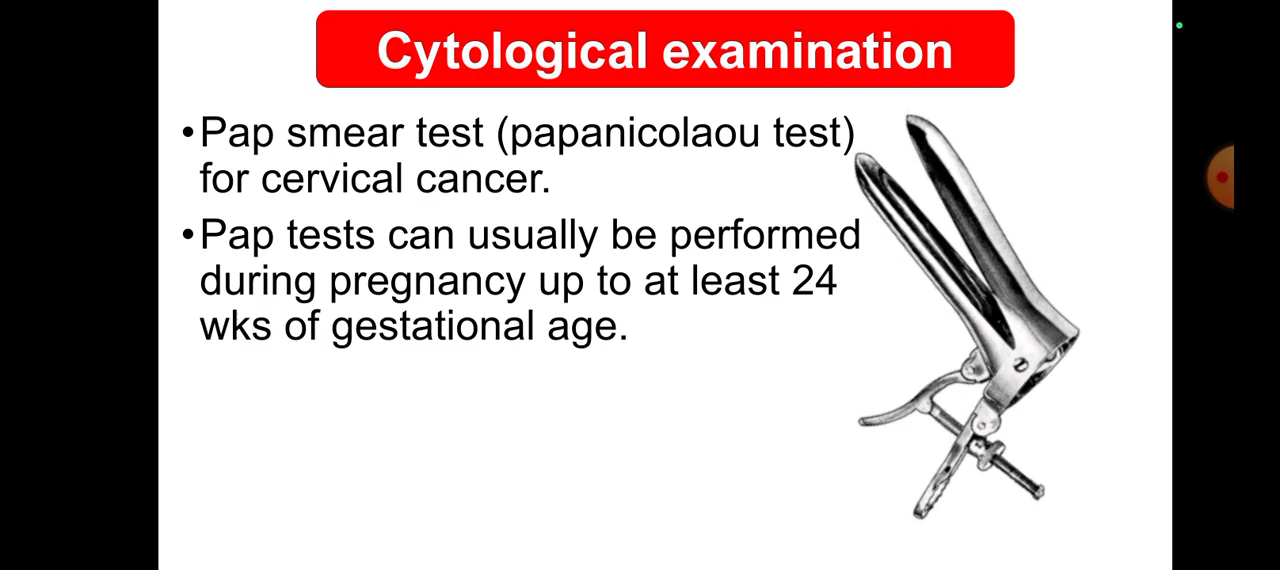 Cytological examination
•Pap smear test (papanicolaou test)
for cervical cancer.
•Pap tests can usually be performed
during pregnancy up to at least 24
wks of gestational age.